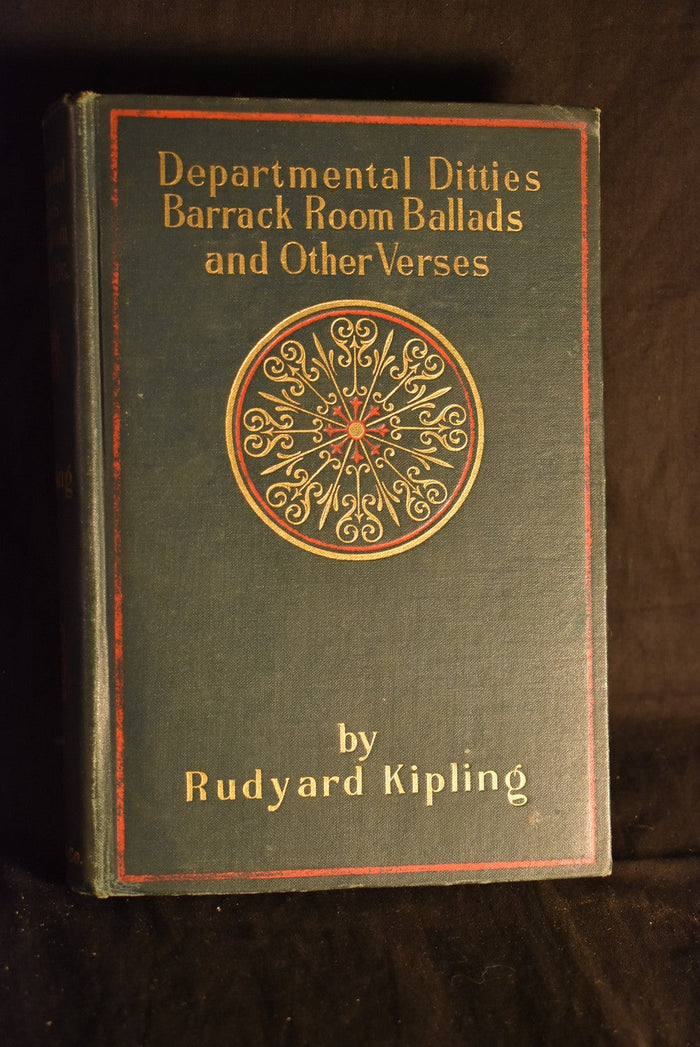 Departmental Ditties
Barrack Room Ballads
and Other Verses
by
Rudyard Kipling